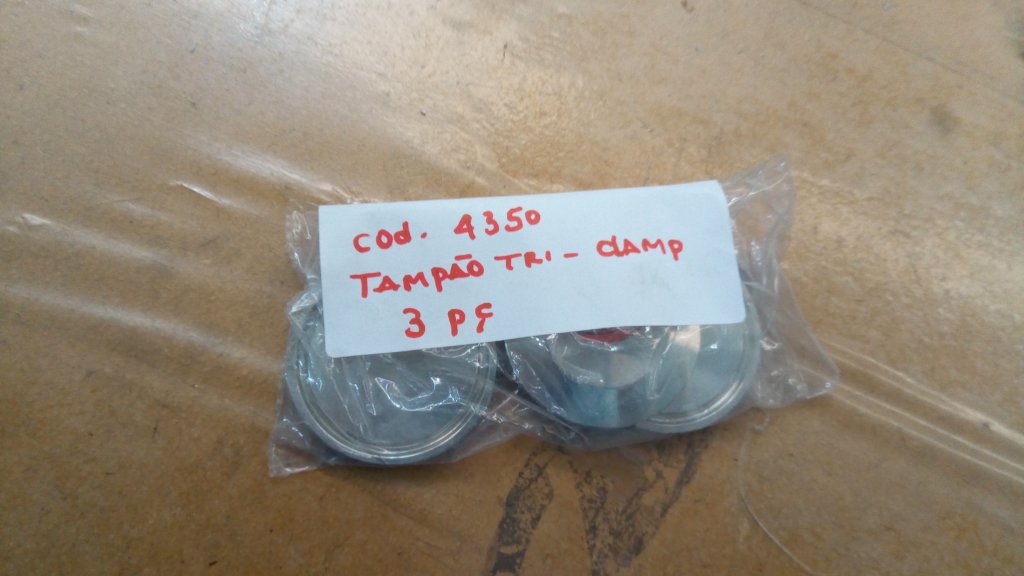 cod. 4350
TAMPÃO TRI - CLAMP
3 PÇ